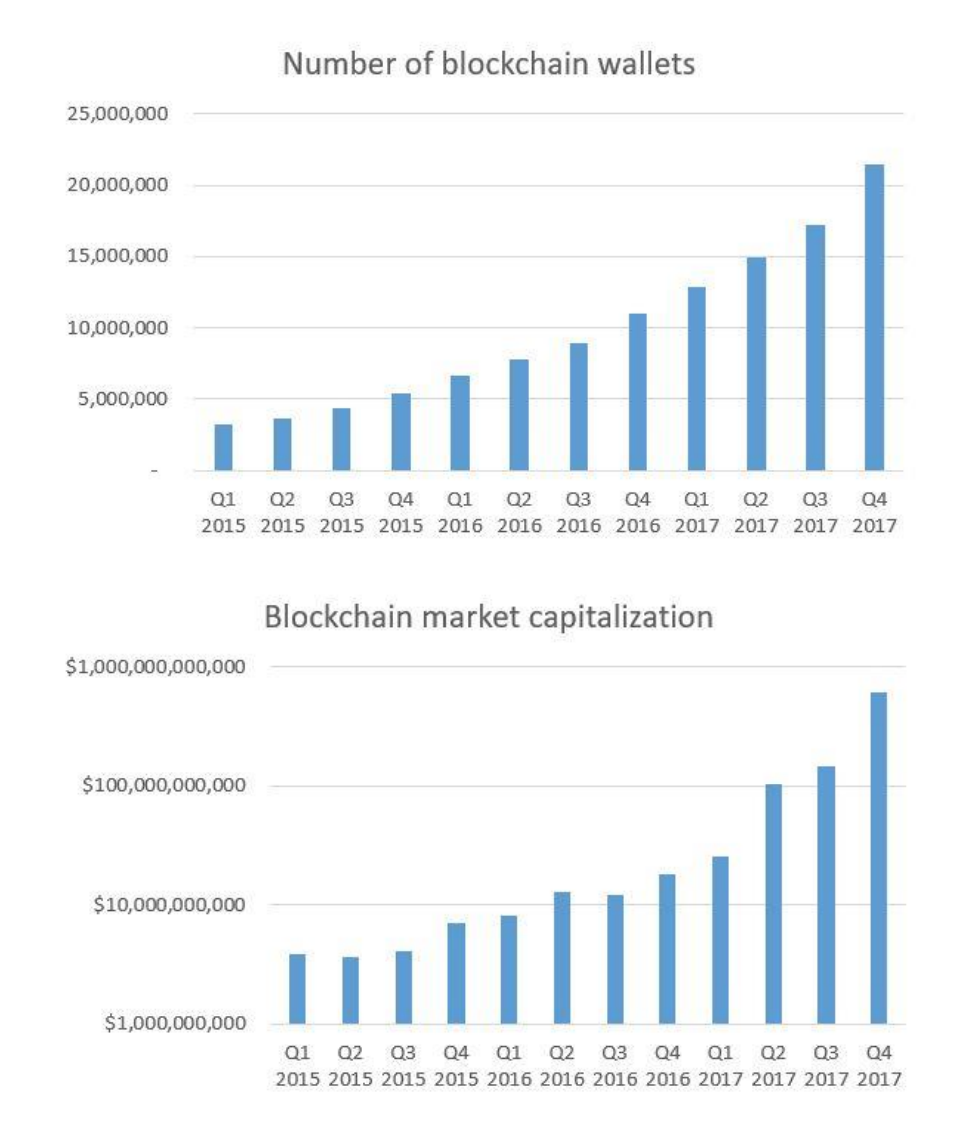 Number of blockchain wallets
25,000,000
20,000,000
15,000,000
10,000,000
5,000,000
-
Q1 Q2 Q3 Q4 Q1 Q2 Q3 Q4 Q1 Q2 Q3 Q4
2015 2015 2015 2015 2016 2016 2016 2016 2017 2017 2017 2017
Blockchain market capitalization
$1,000,000,000,000
$100,000,000,000
$10,000,000,000
$1,000,000,000
Q1 Q2 Q3 Q4 Q1 Q2 Q3 Q4 Q1 Q2 Q3 Q4
2015 2015 2015 2015 2016 2016 2016 2016 2017 2017 2017 2017